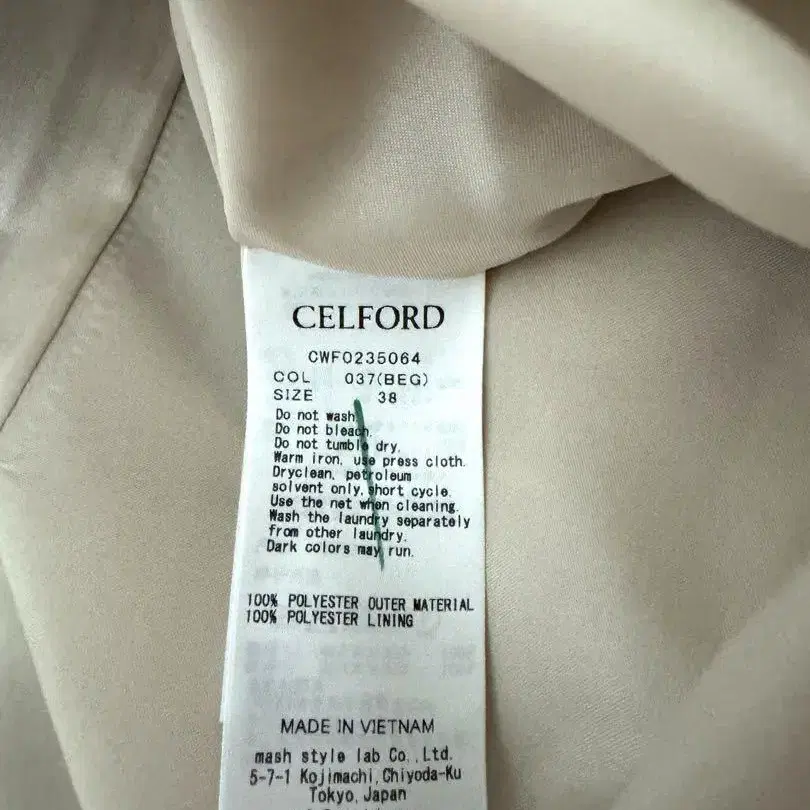 CELFORD
CWF0235064
COL 037(BEG)
SIZE 38
Do not wash.
Do not bleach.
Do not tumble dry.
Warm iron, use press cloth.
Dryclean, petroleum
solvent only, short cycle.
Use the net when cleaning.
Wash the laundry separately
from other laundry.
Dark colors may run.
100% POLYESTER OUTER MATERIAL
100% POLYESTER LINING
MADE IN VIETNAM
mash style lab Co.,Ltd.
5-7-1 Kojimachi,Chiyoda-Ku
Tokyo,Japan